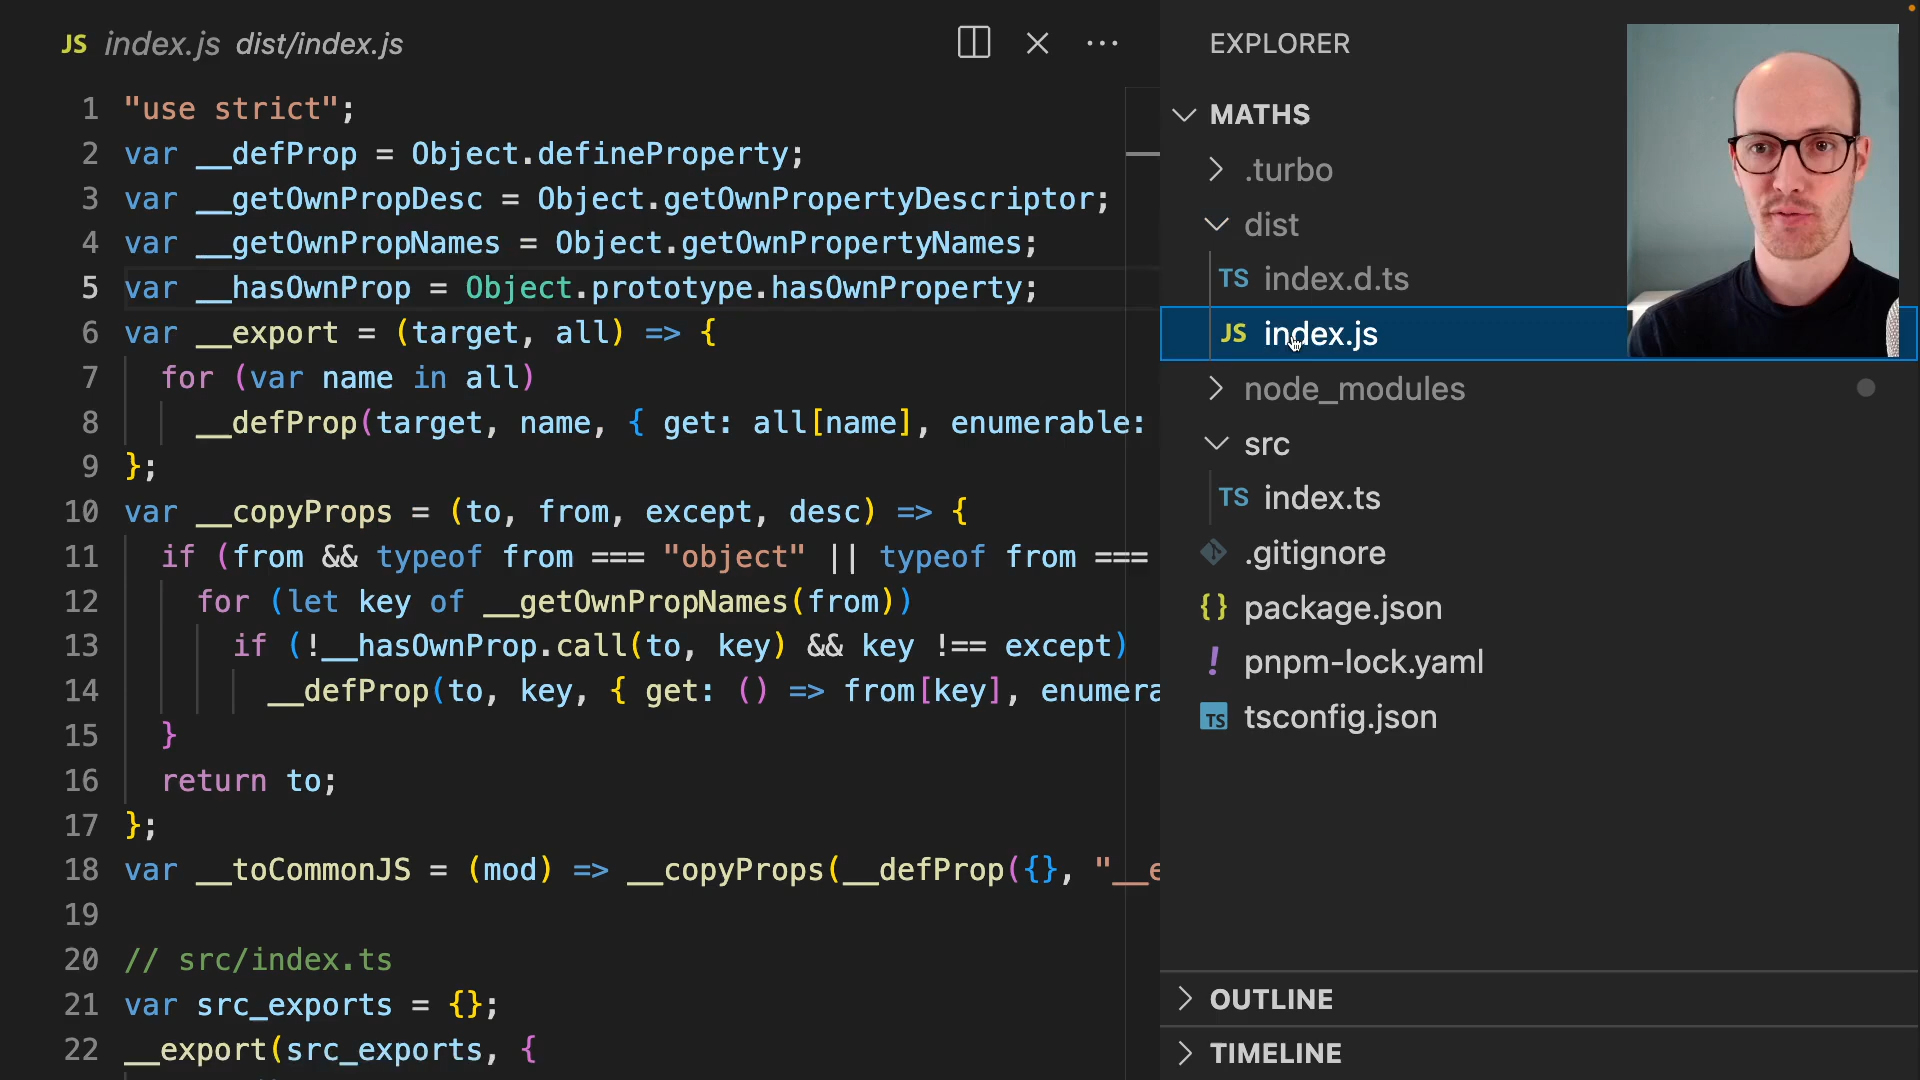 JS index.js dist/index.js
1 "use strict";
2 var __defProp = Object.defineProperty;
3 var __getOwnPropDesc = Object.getOwnPropertyDescriptor;
4 var __getOwnPropNames = Object.getOwnPropertyNames;
5 var __hasOwnProp = Object.prototype.hasOwnProperty;
6 var __export = (target, all) => {
7 for (var name in all)
8 __defProp(target, name, { get: all[name], enumerable:
9 };
10 var __copyProps = (to, from, except, desc) => {
11 if (from && typeof from === "object" || typeof from ===
12 for (let key of __getOwnPropNames(from))
13 if (!__hasOwnProp.call(to, key) && key !== except)
14 __defProp(to, key, { get: () => from[key], enumera
15 }
16 return to;
17 };
18 var __toCommonJS = (mod) => __copyProps(__defProp({}, "__e
19
20 // src/index.ts
21 var src_exports = {};
22 __export(src_exports, {
EXPLORER
MATHS
.turbo
dist
TS index.d.ts
JS index.js
node_modules
src
TS index.ts
.gitignore
{} package.json
! pnpm-lock.yaml
TS tsconfig.json
OUTLINE
TIMELINE